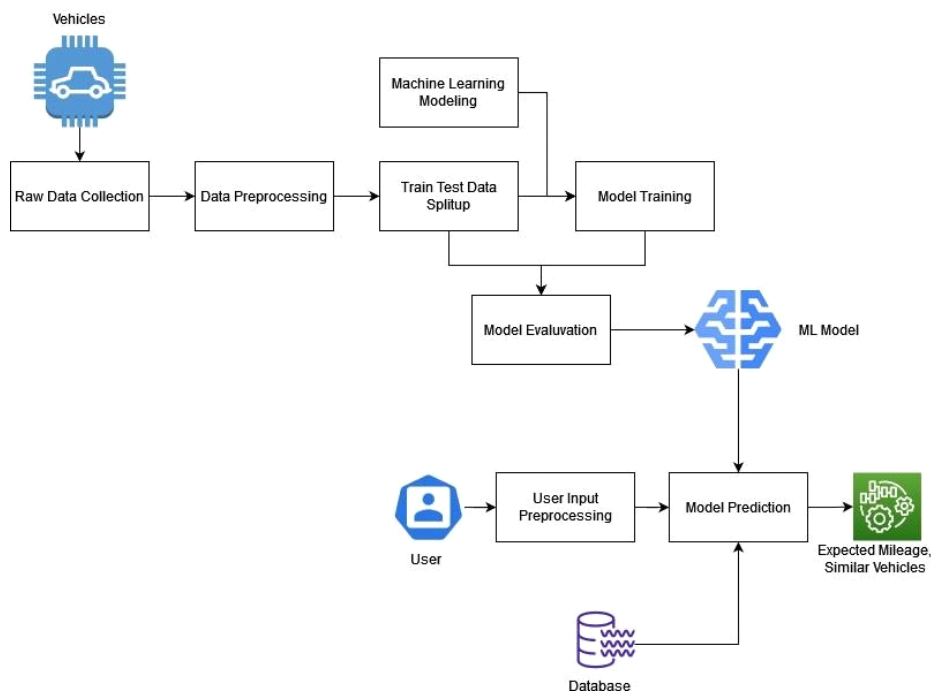 Vehicles
Machine Learning
Modeling
Raw Data Collection
Data Preprocessing
Train Test Data
Splitup
Model Training
Model Evaluvation
ML Model
User Input
Preprocessing
Model Prediction
User
Expected Mileage,
Similar Vehicles
Database